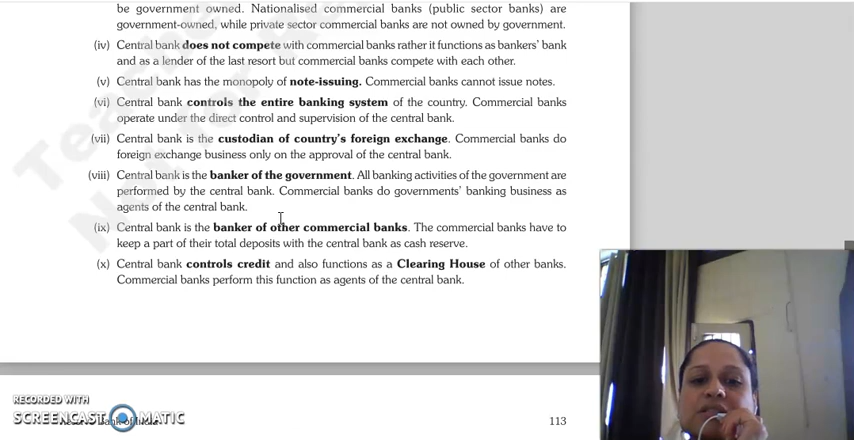 be government owned. Nationalised commercial banks (public sector banks) are
government-owned, while private sector commercial banks are not owned by government.
(iv) Central bank does not compete with commercial banks rather it functions as bankers' bank
and as a lender of the last resort but commercial banks compete with each other.
(v) Central bank has the monopoly of note-issuing. Commercial banks cannot issue notes.
(vi) Central bank controls the entire banking system of the country. Commercial banks
operate under the direct control and supervision of the central bank.
(vii) Central bank is the custodian of country's foreign exchange. Commercial banks do
foreign exchange business only on the approval of the central bank.
(viii) Central bank is the banker of the government. All banking activities of the government are
performed by the central bank. Commercial banks do governments' banking business as
agents of the central bank.
(ix) Central bank is the banker of other commercial banks. The commercial banks have to
keep a part of their total deposits with the central bank as cash reserve.
(x) Central bank controls credit and also functions as a Clearing House of other banks.
Commercial banks perform this function as agents of the central bank.
RECORDED WITH
SCREENCAST MATIC
113